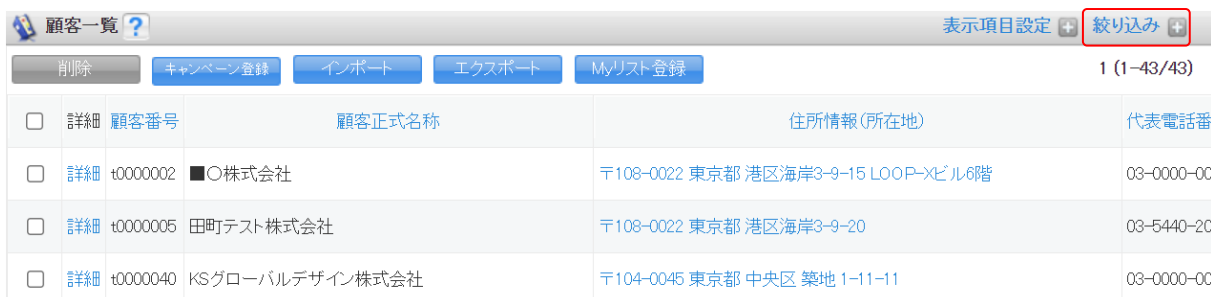 顧客一覧 ? 表示項目設定 絞り込み
削除 キャンペーン登録 インポート エクスポート Myリスト登録 1 (1-43/43)
詳細 顧客番号 顧客正式名称 住所情報(所在地) 代表電話番
詳細 t0000002 ■○株式会社 〒108-0022 東京都 港区海岸3-9-15 LOOP-Xビル6階 03-0000-00
詳細 t0000005 田町テスト株式会社 〒108-0022 東京都 港区海岸3-9-20 03-5440-20
詳細 t0000040 KSグローバルデザイン株式会社 〒104-0045 東京都 中央区 築地 1-11-11 03-0000-00